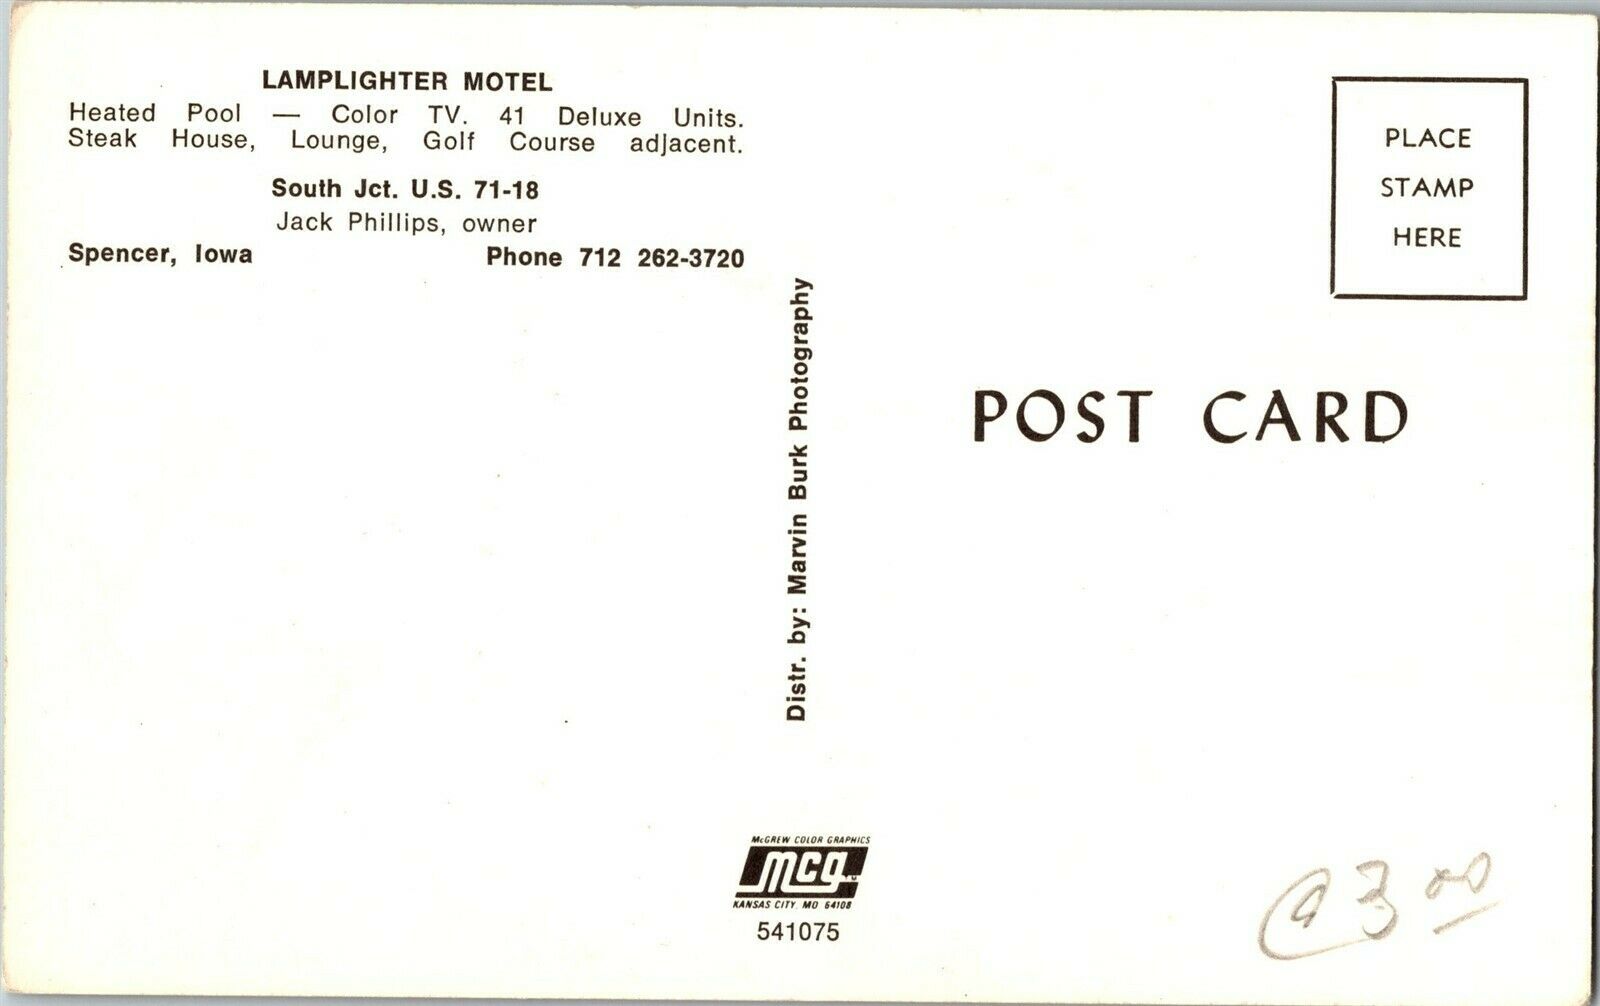 LAMPLIGHTER MOTEL
Heated Pool — Color TV. 41 Deluxe Units.
Steak House, Lounge, Golf Course adjacent.
South Jct. U.S. 71-18
Jack Phillips, owner
Spencer, Iowa Phone 712 262-3720
Distr. by: Marvin Burk Photography
PLACE
STAMP
HERE
POST CARD
McGREW COLOR GRAPHICS
mcg TM
KANSAS CITY, MO 64108
541075
@ 3.00